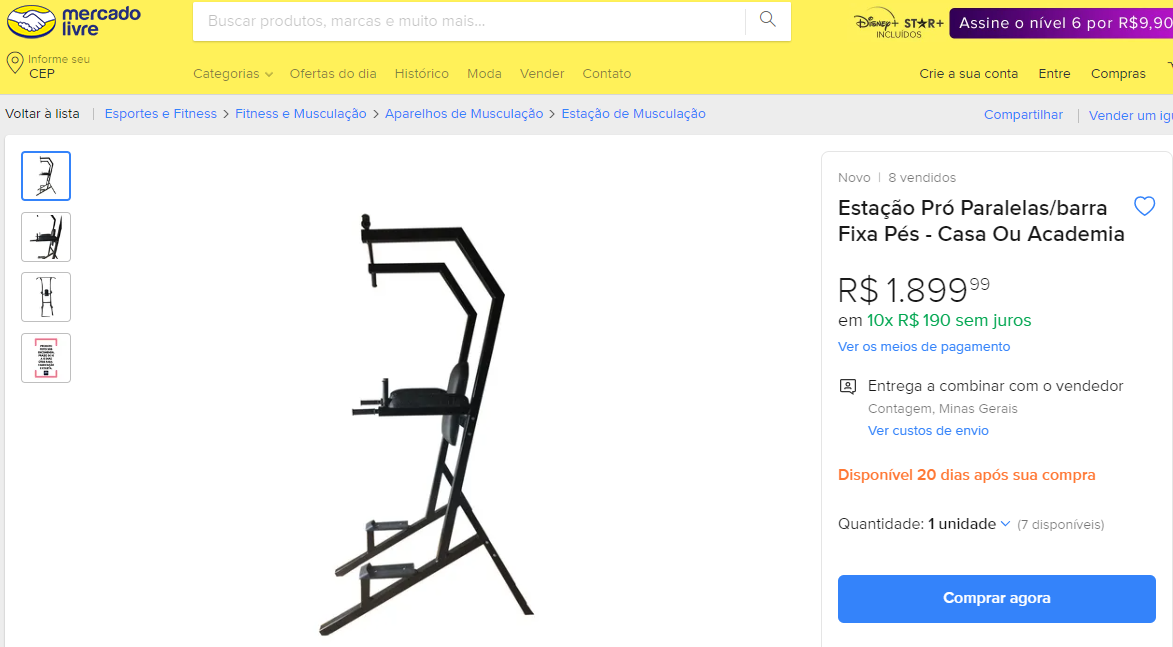 mercado
livre
Buscar produtos, marcas e muito mais...
Disney+ STAR+
INCLUÍDOS
Assine o nível 6 por R$9,90
Informe seu
CEP
Categorias
Ofertas do dia
Histórico
Moda
Vender
Contato
Crie a sua conta
Entre
Compras
Voltar à lista
Esportes e Fitness > Fitness e Musculação > Aparelhos de Musculação > Estação de Musculação
Compartilhar
Vender um igu
Novo | 8 vendidos
Estação Pró Paralelas/barra
Fixa Pés - Casa Ou Academia
R$ 1.899 99
em 10x R$ 190 sem juros
Ver os meios de pagamento
Entrega a combinar com o vendedor
Contagem, Minas Gerais
Ver custos de envio
Disponível 20 dias após sua compra
Quantidade: 1 unidade (7 disponíveis)
Comprar agora